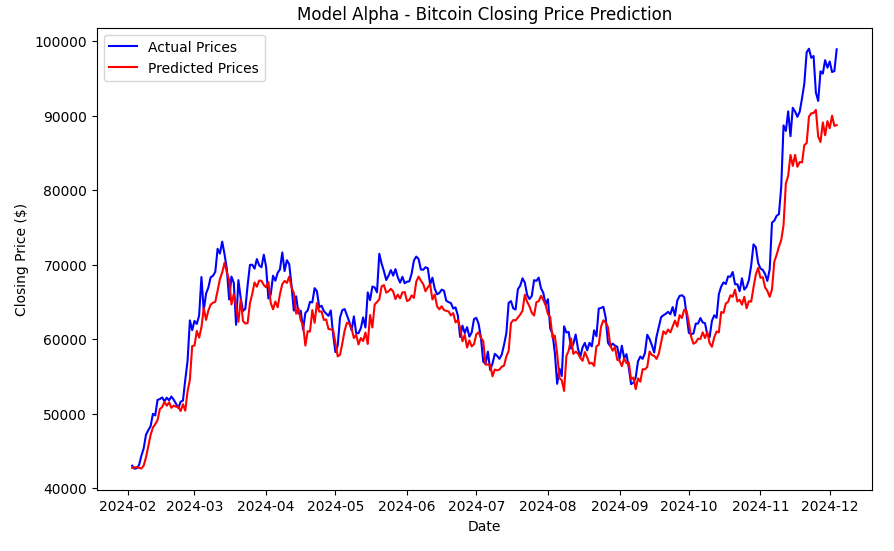 Model Alpha - Bitcoin Closing Price Prediction
Actual Prices
Predicted Prices
Closing Price ($)
100000
90000
80000
70000
60000
50000
40000
2024-02 2024-03 2024-04 2024-05 2024-06 2024-07 2024-08 2024-09 2024-10 2024-11 2024-12
Date